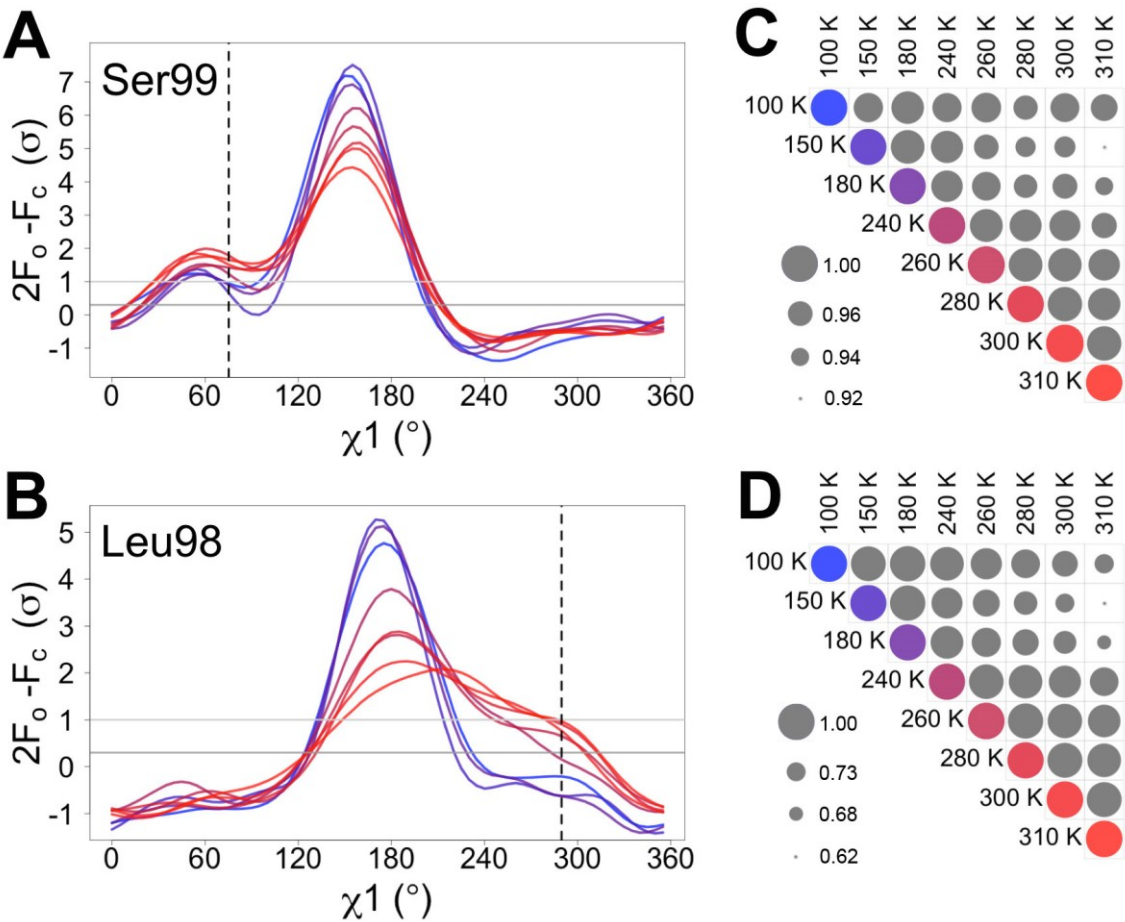 A
Ser99
2Fo -Fc (σ)
7
6
5
4
3
2
1
0
-1
0 60 120 180 240 300 360
χ1 (°)
B
Leu98
2Fo -Fc (σ)
5
4
3
2
1
0
-1
0 60 120 180 240 300 360
χ1 (°)
C
100 K 150 K 180 K 240 K 260 K 280 K 300 K 310 K
100 K
150 K
180 K
240 K
260 K
280 K
300 K
310 K
1.00
0.96
0.94
0.92
D
100 K 150 K 180 K 240 K 260 K 280 K 300 K 310 K
100 K
150 K
180 K
240 K
260 K
280 K
300 K
310 K
1.00
0.73
0.68
0.62